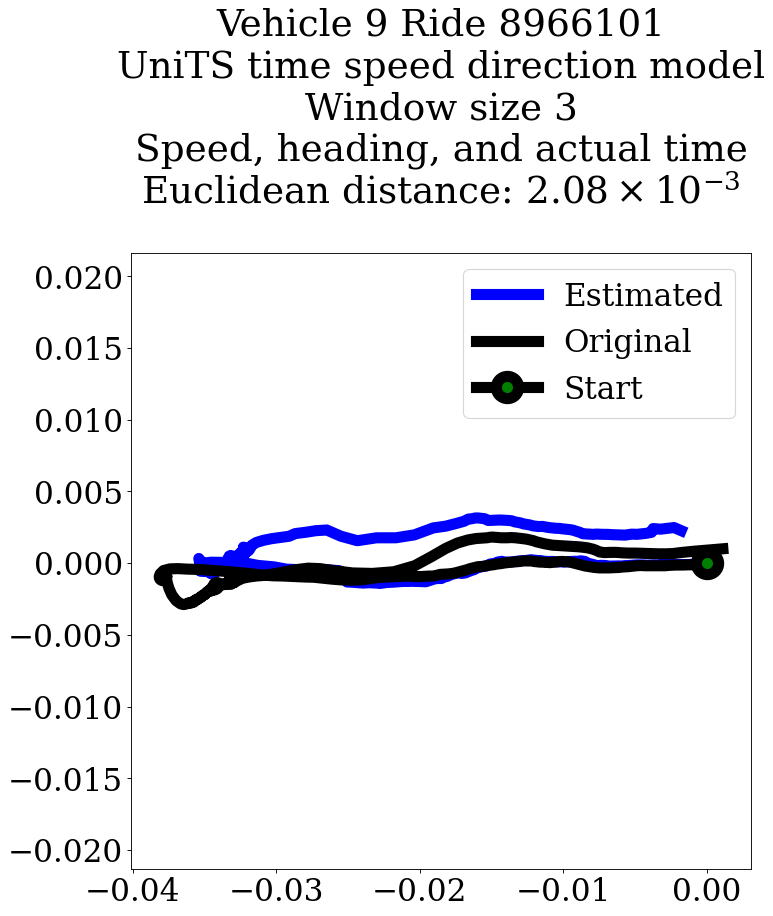 Vehicle 9 Ride 8966101
UniTS time speed direction model
Window size 3
Speed, heading, and actual time
Euclidean distance: 2.08 × 10⁻³
Estimated
Original
Start
0.020
0.015
0.010
0.005
0.000
−0.005
−0.010
−0.015
−0.020
−0.04 −0.03 −0.02 −0.01 0.00